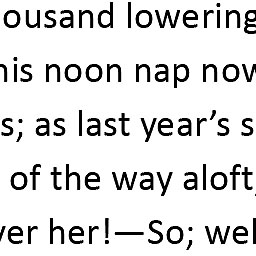 ousand lowering
his noon nap now
s; as last year’s s
of the way aloft,
ver her!—So; wel